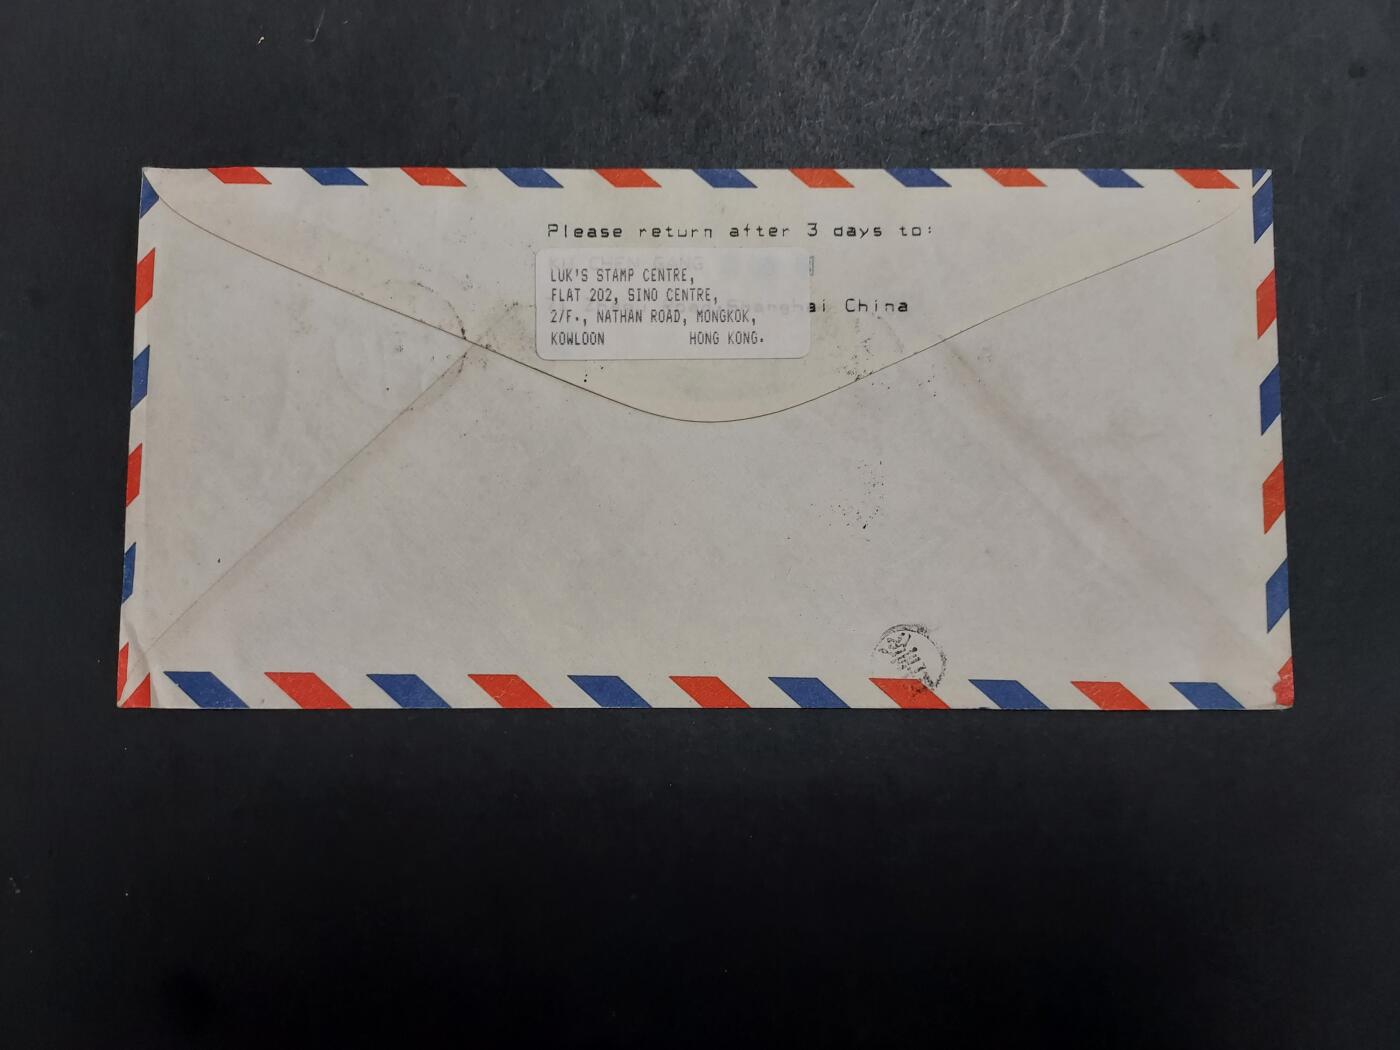 Please return after 3 days to:
LUK'S STAMP CENTRE,
FLAT 202, SINO CENTRE,
2/F., NATHAN ROAD, MONGKOK,
KOWLOON HONG KONG.
Shanghai China